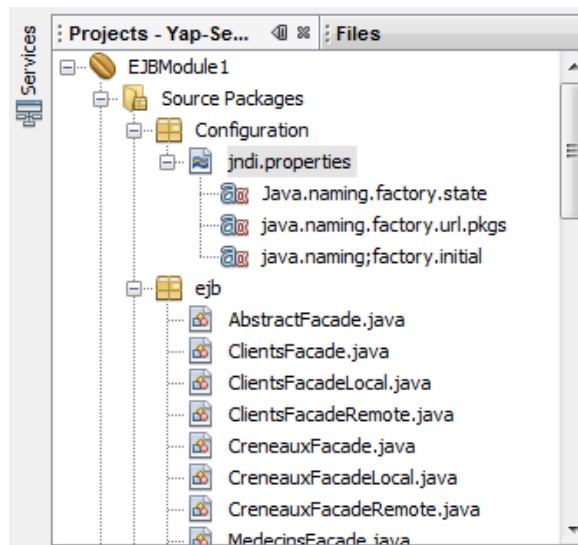 Services
Projects - Yap-Se...
Files
EJBModule1
Source Packages
Configuration
jndi.properties
Java.naming.factory.state
java.naming.factory.url.pkgs
java.naming;factory.initial
ejb
AbstractFacade.java
ClientsFacade.java
ClientsFacadeLocal.java
ClientsFacadeRemote.java
CreneauxFacade.java
CreneauxFacadeLocal.java
CreneauxFacadeRemote.java
MedecinsFacade.java